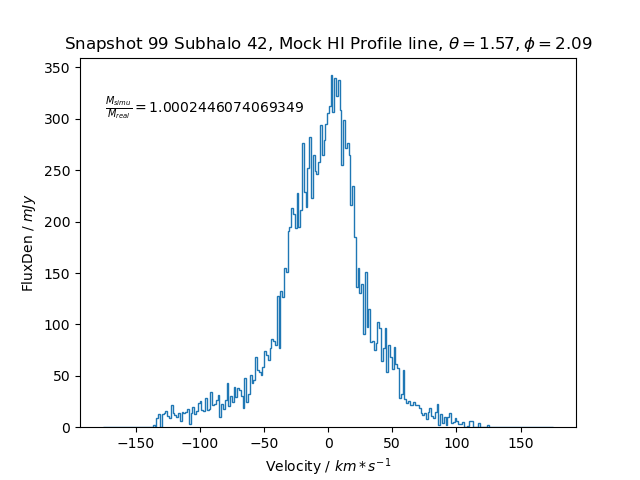 Snapshot 99 Subhalo 42, Mock HI Profile line, θ = 1.57, ϕ = 2.09
M_simu/M_real = 1.0002446074069349
FluxDen / mJy
350
300
250
200
150
100
50
0
−150 −100 −50 0 50 100 150
Velocity / km * s⁻¹